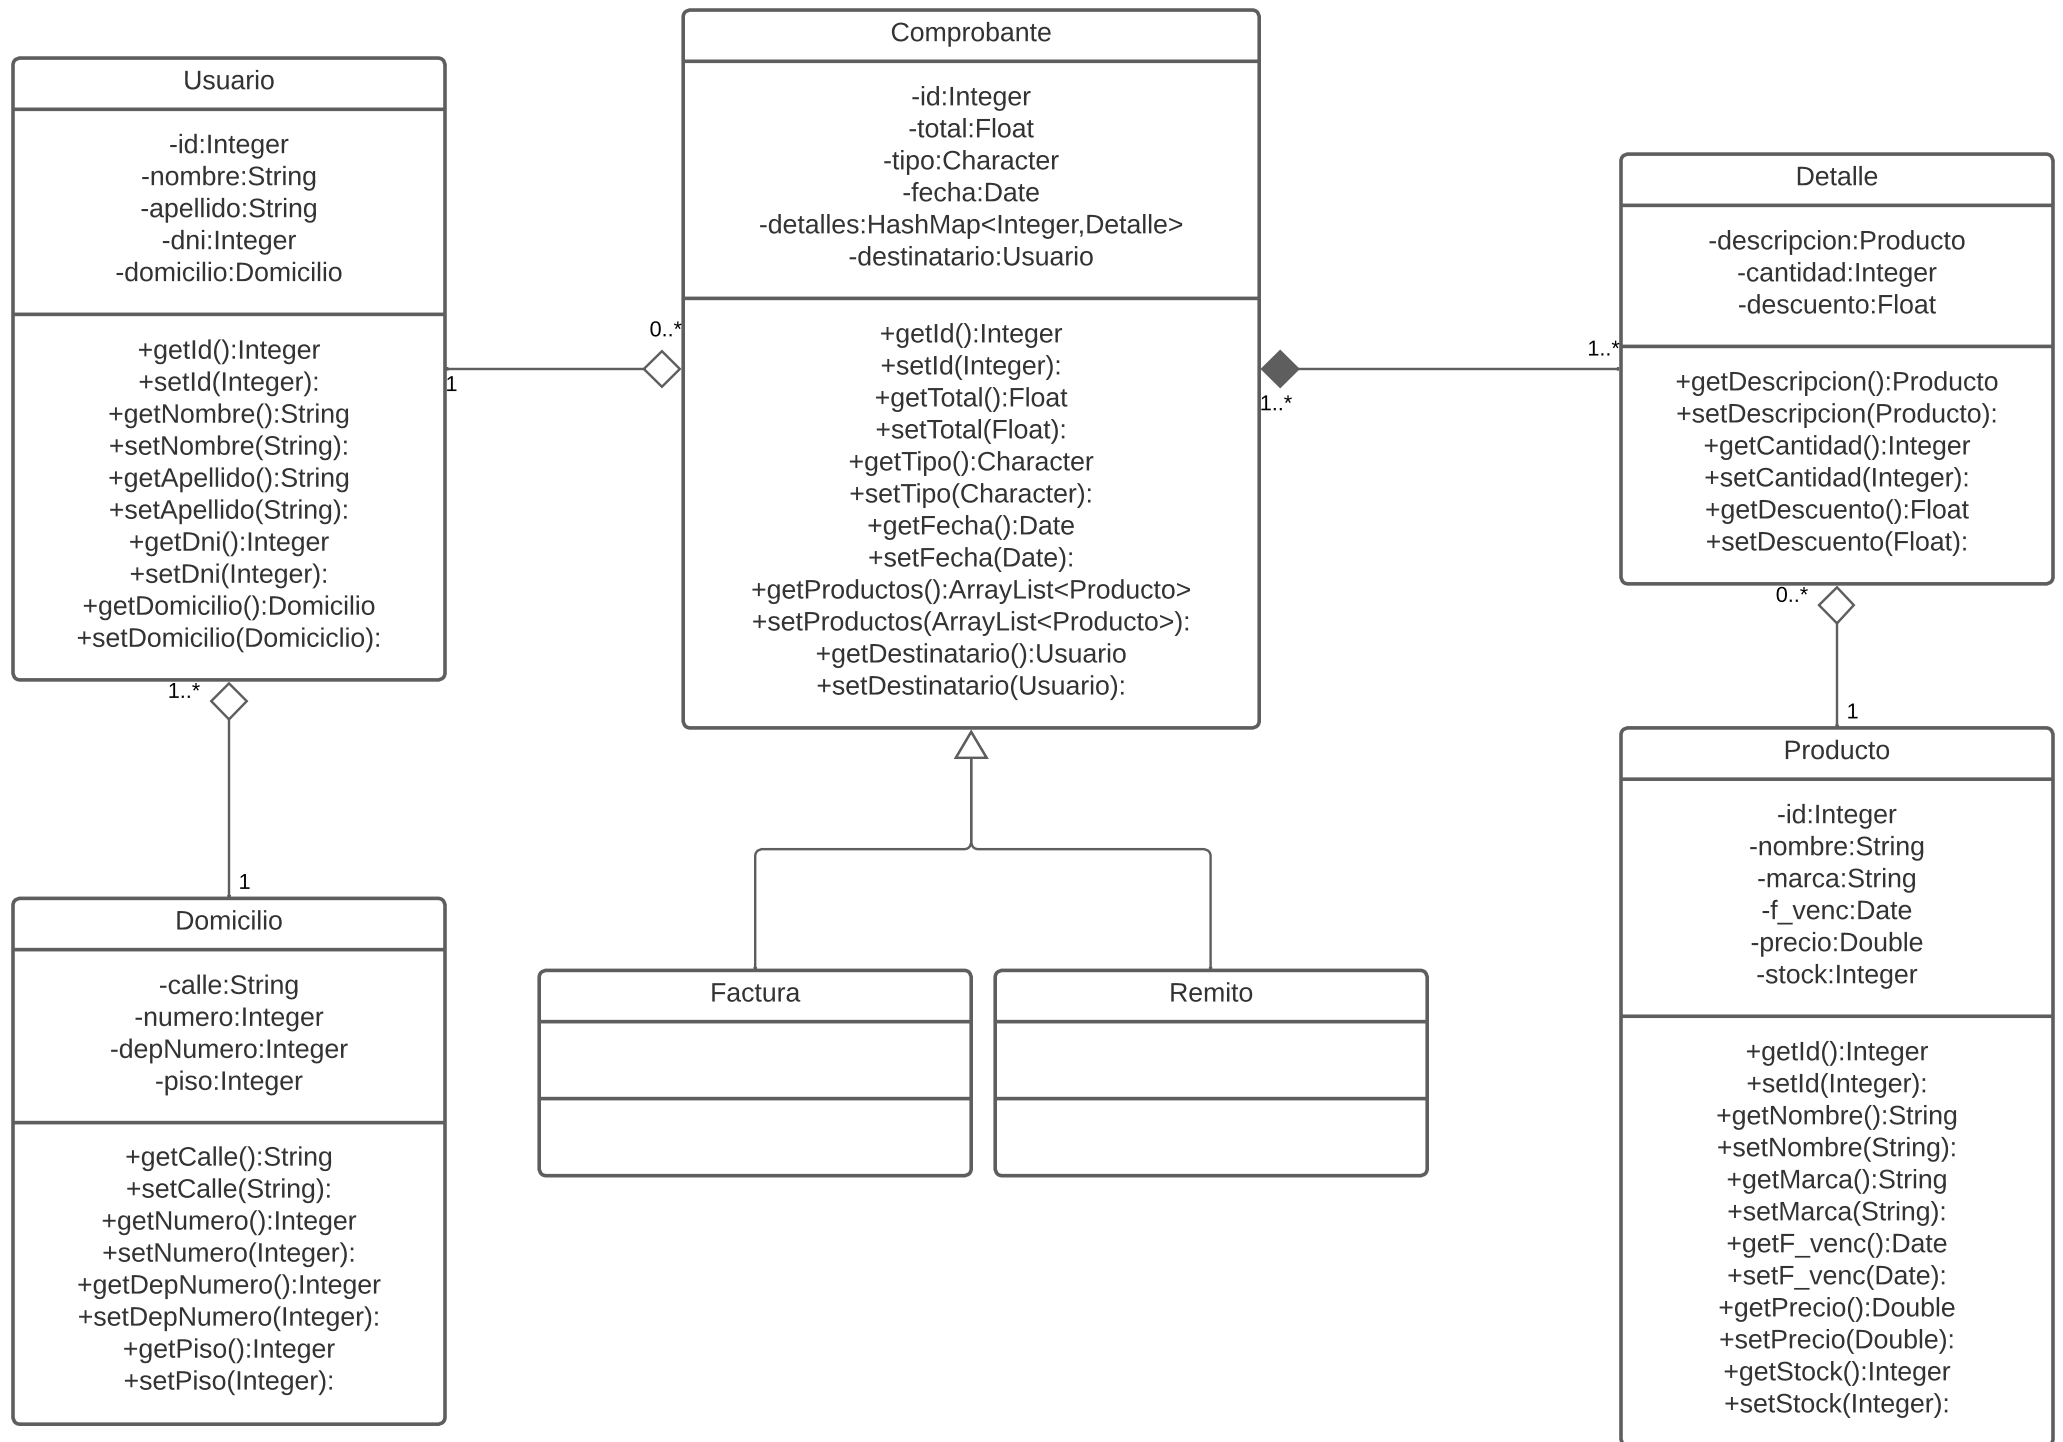 Usuario
-id:Integer
-nombre:String
-apellido:String
-dni:Integer
-domicilio:Domicilio
+getId():Integer
+setId(Integer):
+getNombre():String
+setNombre(String):
+getApellido():String
+setApellido(String):
+getDni():Integer
+setDni(Integer):
+getDomicilio():Domicilio
+setDomicilio(Domiciclio):
1..*
1
Domicilio
-calle:String
-numero:Integer
-depNumero:Integer
-piso:Integer
+getCalle():String
+setCalle(String):
+getNumero():Integer
+setNumero(Integer):
+getDepNumero():Integer
+setDepNumero(Integer):
+getPiso():Integer
+setPiso(Integer):
0..*
1
Comprobante
-id:Integer
-total:Float
-tipo:Character
-fecha:Date
-detalles:HashMap<Integer,Detalle>
-destinatario:Usuario
+getId():Integer
+setId(Integer):
+getTotal():Float
+setTotal(Float):
+getTipo():Character
+setTipo(Character):
+getFecha():Date
+setFecha(Date):
+getProductos():ArrayList<Producto>
+setProductos(ArrayList<Producto>):
+getDestinatario():Usuario
+setDestinatario(Usuario):
Factura
Remito
1..*
1..*
Detalle
-descripcion:Producto
-cantidad:Integer
-descuento:Float
+getDescripcion():Producto
+setDescripcion(Producto):
+getCantidad():Integer
+setCantidad(Integer):
+getDescuento():Float
+setDescuento(Float):
0..*
1
Producto
-id:Integer
-nombre:String
-marca:String
-f_venc:Date
-precio:Double
-stock:Integer
+getId():Integer
+setId(Integer):
+getNombre():String
+setNombre(String):
+getMarca():String
+setMarca(String):
+getF_venc():Date
+setF_venc(Date):
+getPrecio():Double
+setPrecio(Double):
+getStock():Integer
+setStock(Integer):